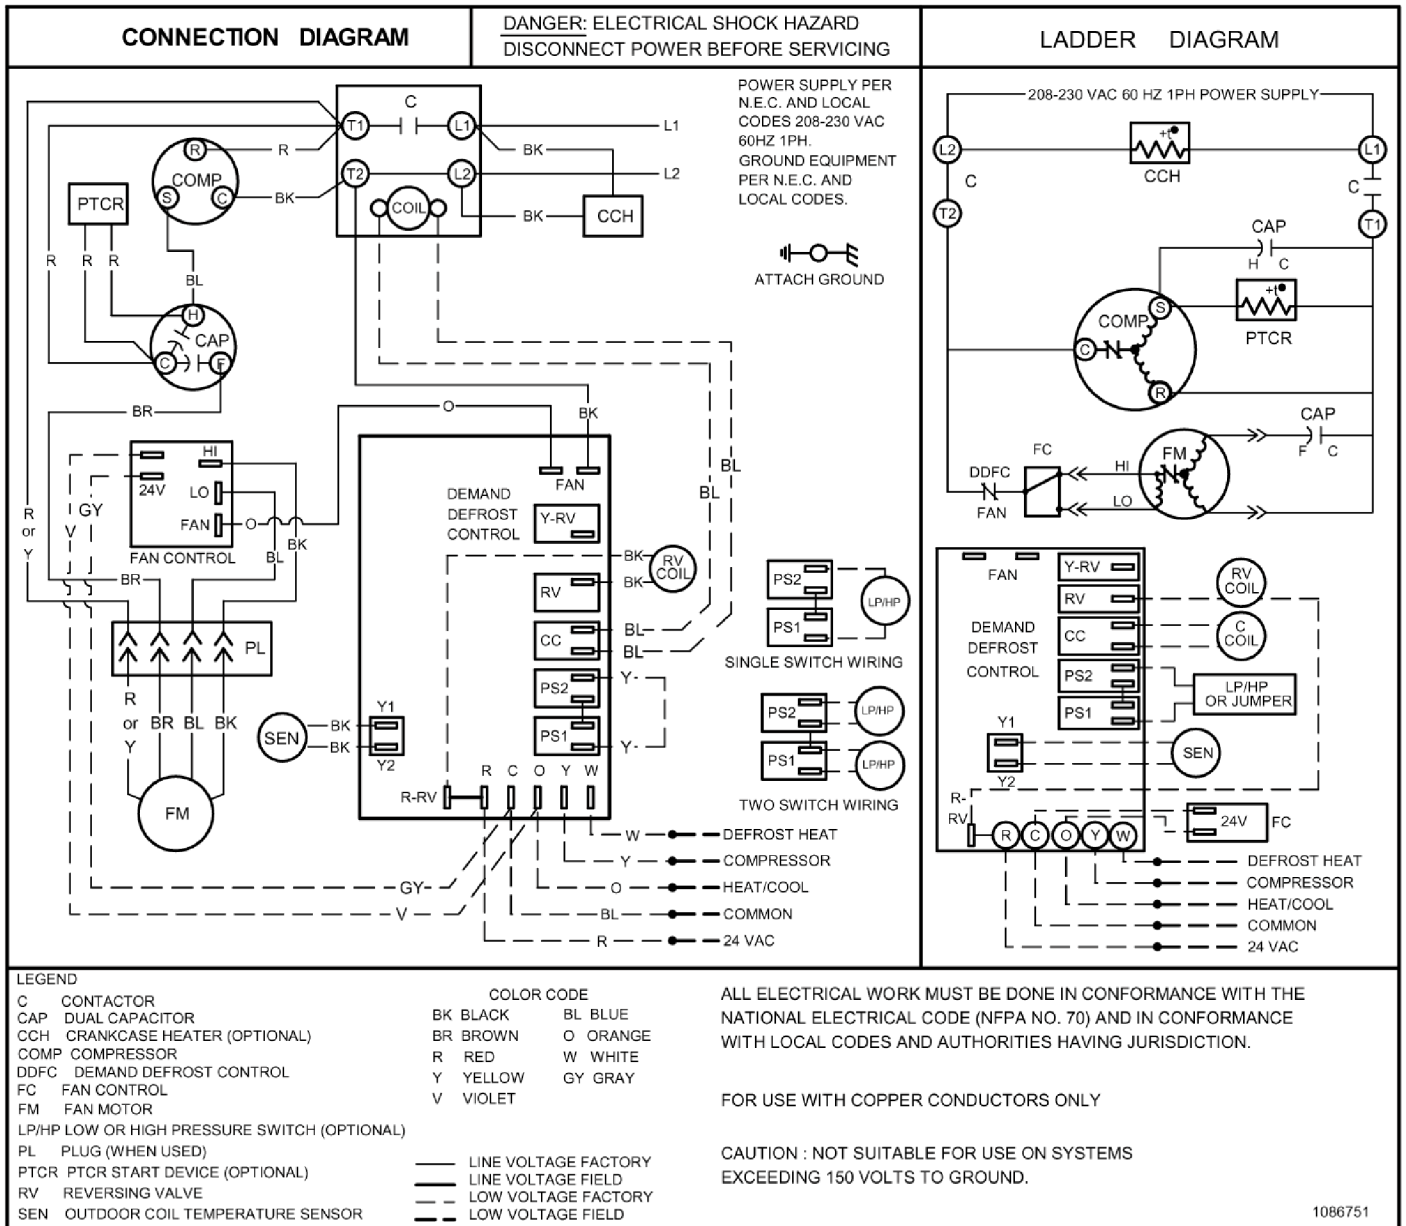 CONNECTION DIAGRAM
DANGER: ELECTRICAL SHOCK HAZARD
DISCONNECT POWER BEFORE SERVICING
LADDER DIAGRAM
C
T1
L1
L1
R
R
BK
COMP
T2
L2
L2
S
C
BK
PTCR
COIL
BK
CCH
R
R
R
BL
H
CAP
C
F
BR
O
BK
POWER SUPPLY PER
N.E.C. AND LOCAL
CODES 208-230 VAC
60HZ 1PH.
GROUND EQUIPMENT
PER N.E.C. AND
LOCAL CODES.
ATTACH GROUND
HI
24V
LO
FAN
O
FAN CONTROL
V
GY
R
or
Y
BL
BK
BR
BL
BL
FAN
DEMAND
DEFROST
CONTROL
Y-RV
BK
RV
COIL
RV
BK
CC
BL
BL
PS2
Y
PS1
Y
PL
R
or
Y
BR
BL
BK
FM
SEN
BK
BK
Y1
Y2
R
C
O
Y
W
R-RV
W
DEFROST HEAT
Y
COMPRESSOR
GY
O
HEAT/COOL
V
BL
COMMON
R
24 VAC
PS2
PS1
LP/HP
SINGLE SWITCH WIRING
PS2
LP/HP
PS1
LP/HP
TWO SWITCH WIRING
208-230 VAC 60 HZ 1PH POWER SUPPLY
L2
+t
CCH
L1
C
C
T2
T1
CAP
H C
+t
PTCR
COMP
S
C
R
CAP
F C
FC
FM
HI
DDFC
FAN
LO
FAN
Y-RV
RV
RV
COIL
DEMAND
DEFROST
CONTROL
CC
C
COIL
PS2
PS1
LP/HP
OR JUMPER
Y1
Y2
SEN
R-
RV
R
C
O
Y
W
24V
FC
DEFROST HEAT
COMPRESSOR
HEAT/COOL
COMMON
24 VAC
LEGEND
C CONTACTOR
CAP DUAL CAPACITOR
CCH CRANKCASE HEATER (OPTIONAL)
COMP COMPRESSOR
DDFC DEMAND DEFROST CONTROL
FC FAN CONTROL
FM FAN MOTOR
LP/HP LOW OR HIGH PRESSURE SWITCH (OPTIONAL)
PL PLUG (WHEN USED)
PTCR PTCR START DEVICE (OPTIONAL)
RV REVERSING VALVE
SEN OUTDOOR COIL TEMPERATURE SENSOR
COLOR CODE
BK BLACK BL BLUE
BR BROWN O ORANGE
R RED W WHITE
Y YELLOW GY GRAY
V VIOLET
LINE VOLTAGE FACTORY
LINE VOLTAGE FIELD
LOW VOLTAGE FACTORY
LOW VOLTAGE FIELD
ALL ELECTRICAL WORK MUST BE DONE IN CONFORMANCE WITH THE
NATIONAL ELECTRICAL CODE (NFPA NO. 70) AND IN CONFORMANCE
WITH LOCAL CODES AND AUTHORITIES HAVING JURISDICTION.
FOR USE WITH COPPER CONDUCTORS ONLY
CAUTION : NOT SUITABLE FOR USE ON SYSTEMS
EXCEEDING 150 VOLTS TO GROUND.
1086751